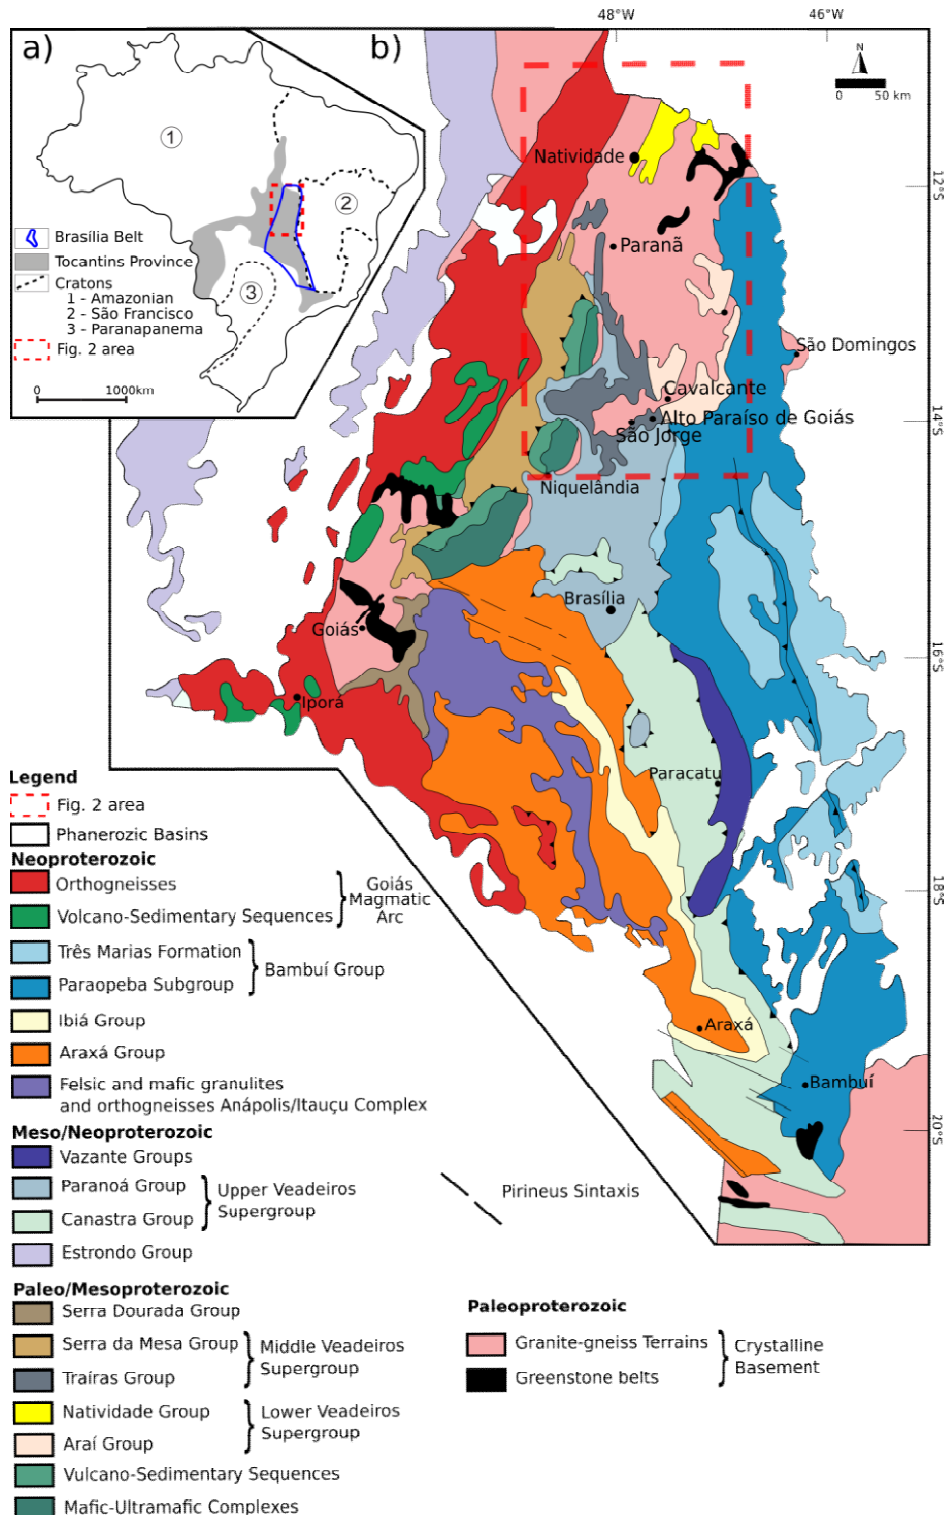 48°W
46°W
a)
b)
N
0 50 km
1
2
3
Brasília Belt
Tocantins Province
Cratons
1 - Amazonian
2 - São Francisco
3 - Paranapanema
Fig. 2 area
0 1000km
Natividade
12°S
Paranã
São Domingos
Cavalcante
Alto Paraíso de Goiás
São Jorge
14°S
Niquelândia
Brasília
Goiás
16°S
Iporá
Paracatu
18°S
Araxá
Bambuí
20°S
Legend
Fig. 2 area
Phanerozic Basins
Neoproterozoic
Orthogneisses
Volcano-Sedimentary Sequences
Goiás
Magmatic
Arc
Três Marias Formation
Paraopeba Subgroup
Bambuí Group
Ibiá Group
Araxá Group
Felsic and mafic granulites
and orthogneisses Anápolis/Itauçu Complex
Meso/Neoproterozoic
Vazante Groups
Paranoá Group
Canastra Group
Upper Veadeiros
Supergroup
Estrondo Group
Pirineus Sintaxis
Paleo/Mesoproterozoic
Serra Dourada Group
Serra da Mesa Group
Traíras Group
Middle Veadeiros
Supergroup
Natividade Group
Araí Group
Lower Veadeiros
Supergroup
Vulcano-Sedimentary Sequences
Mafic-Ultramafic Complexes
Paleoproterozoic
Granite-gneiss Terrains
Greenstone belts
Crystalline
Basement